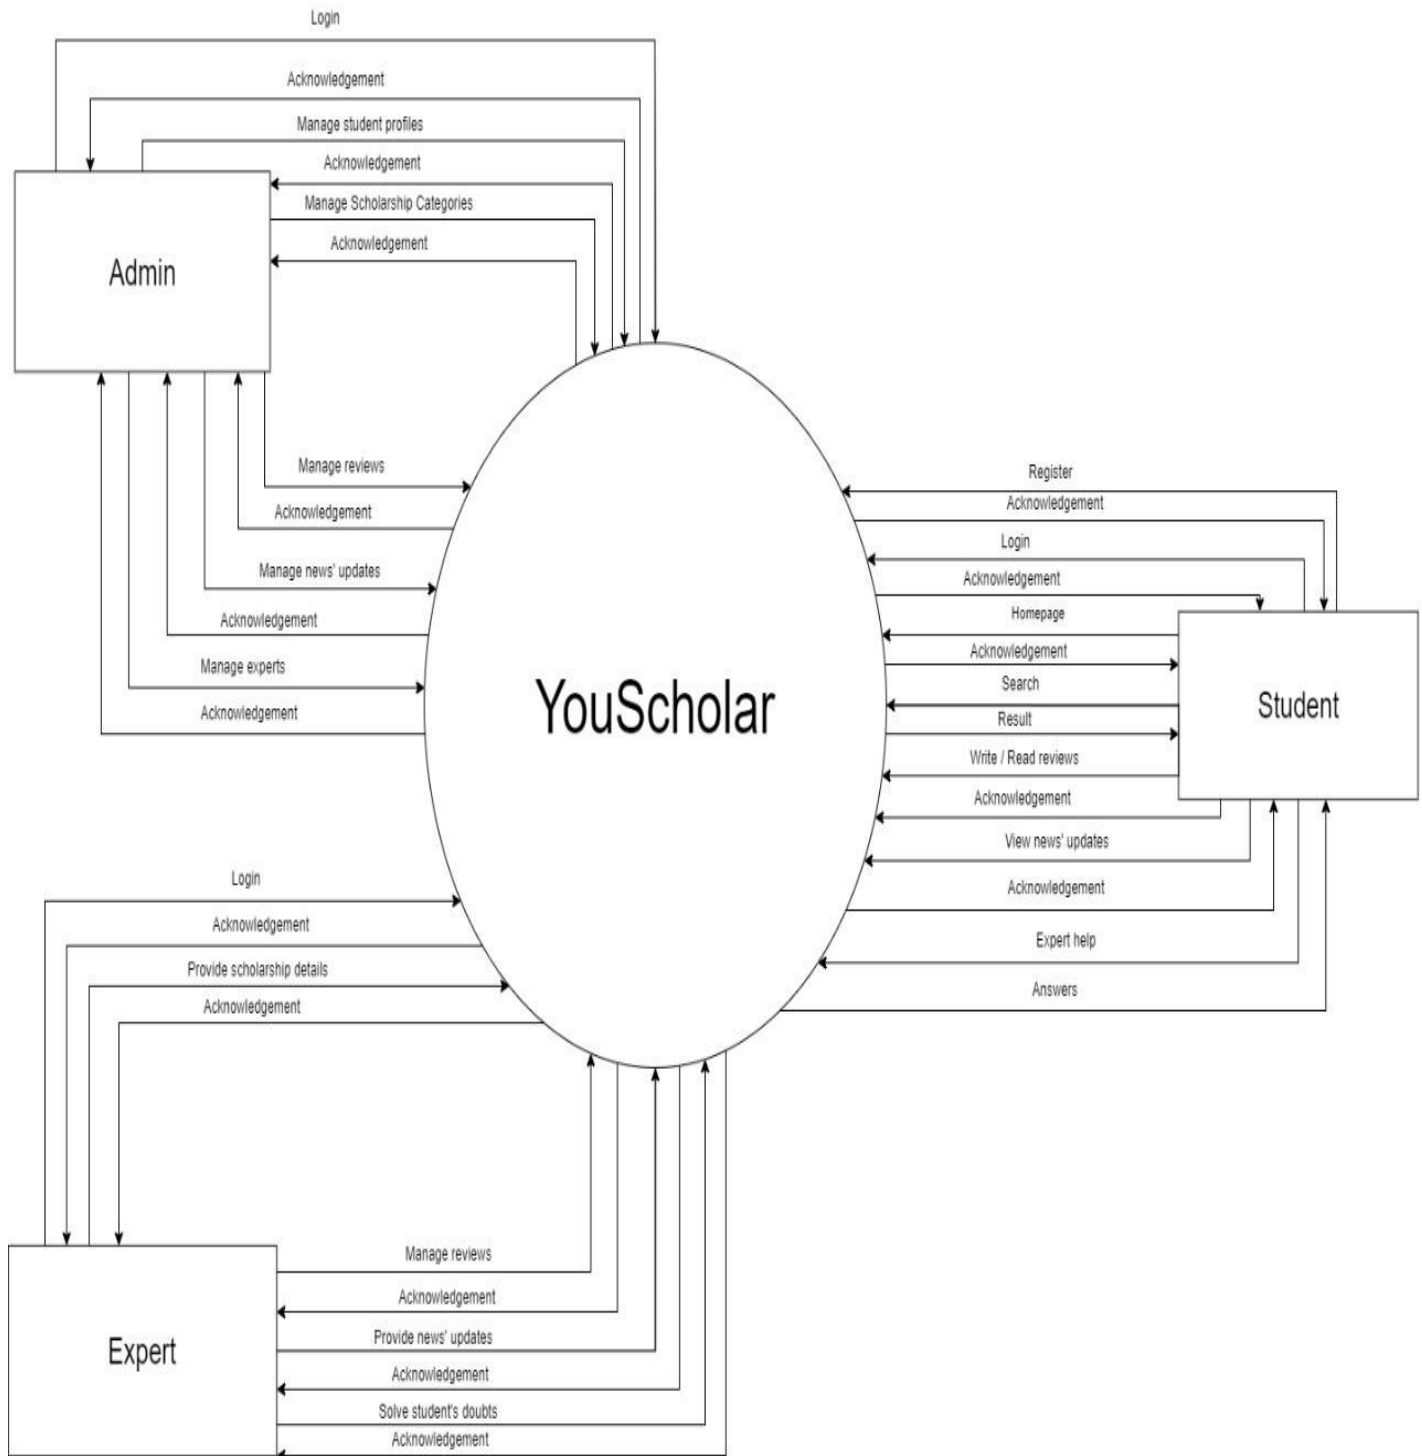 Login
Acknowledgement
Manage student profiles
Acknowledgement
Manage Scholarship Categories
Acknowledgement
Admin
Manage reviews
Acknowledgement
Manage news' updates
Acknowledgement
Manage experts
Acknowledgement
YouScholar
Register
Acknowledgement
Login
Acknowledgement
Homepage
Acknowledgement
Search
Result
Write / Read reviews
Acknowledgement
View news' updates
Acknowledgement
Expert help
Answers
Student
Login
Acknowledgement
Provide scholarship details
Acknowledgement
Manage reviews
Acknowledgement
Provide news' updates
Acknowledgement
Solve student's doubts
Acknowledgement
Expert